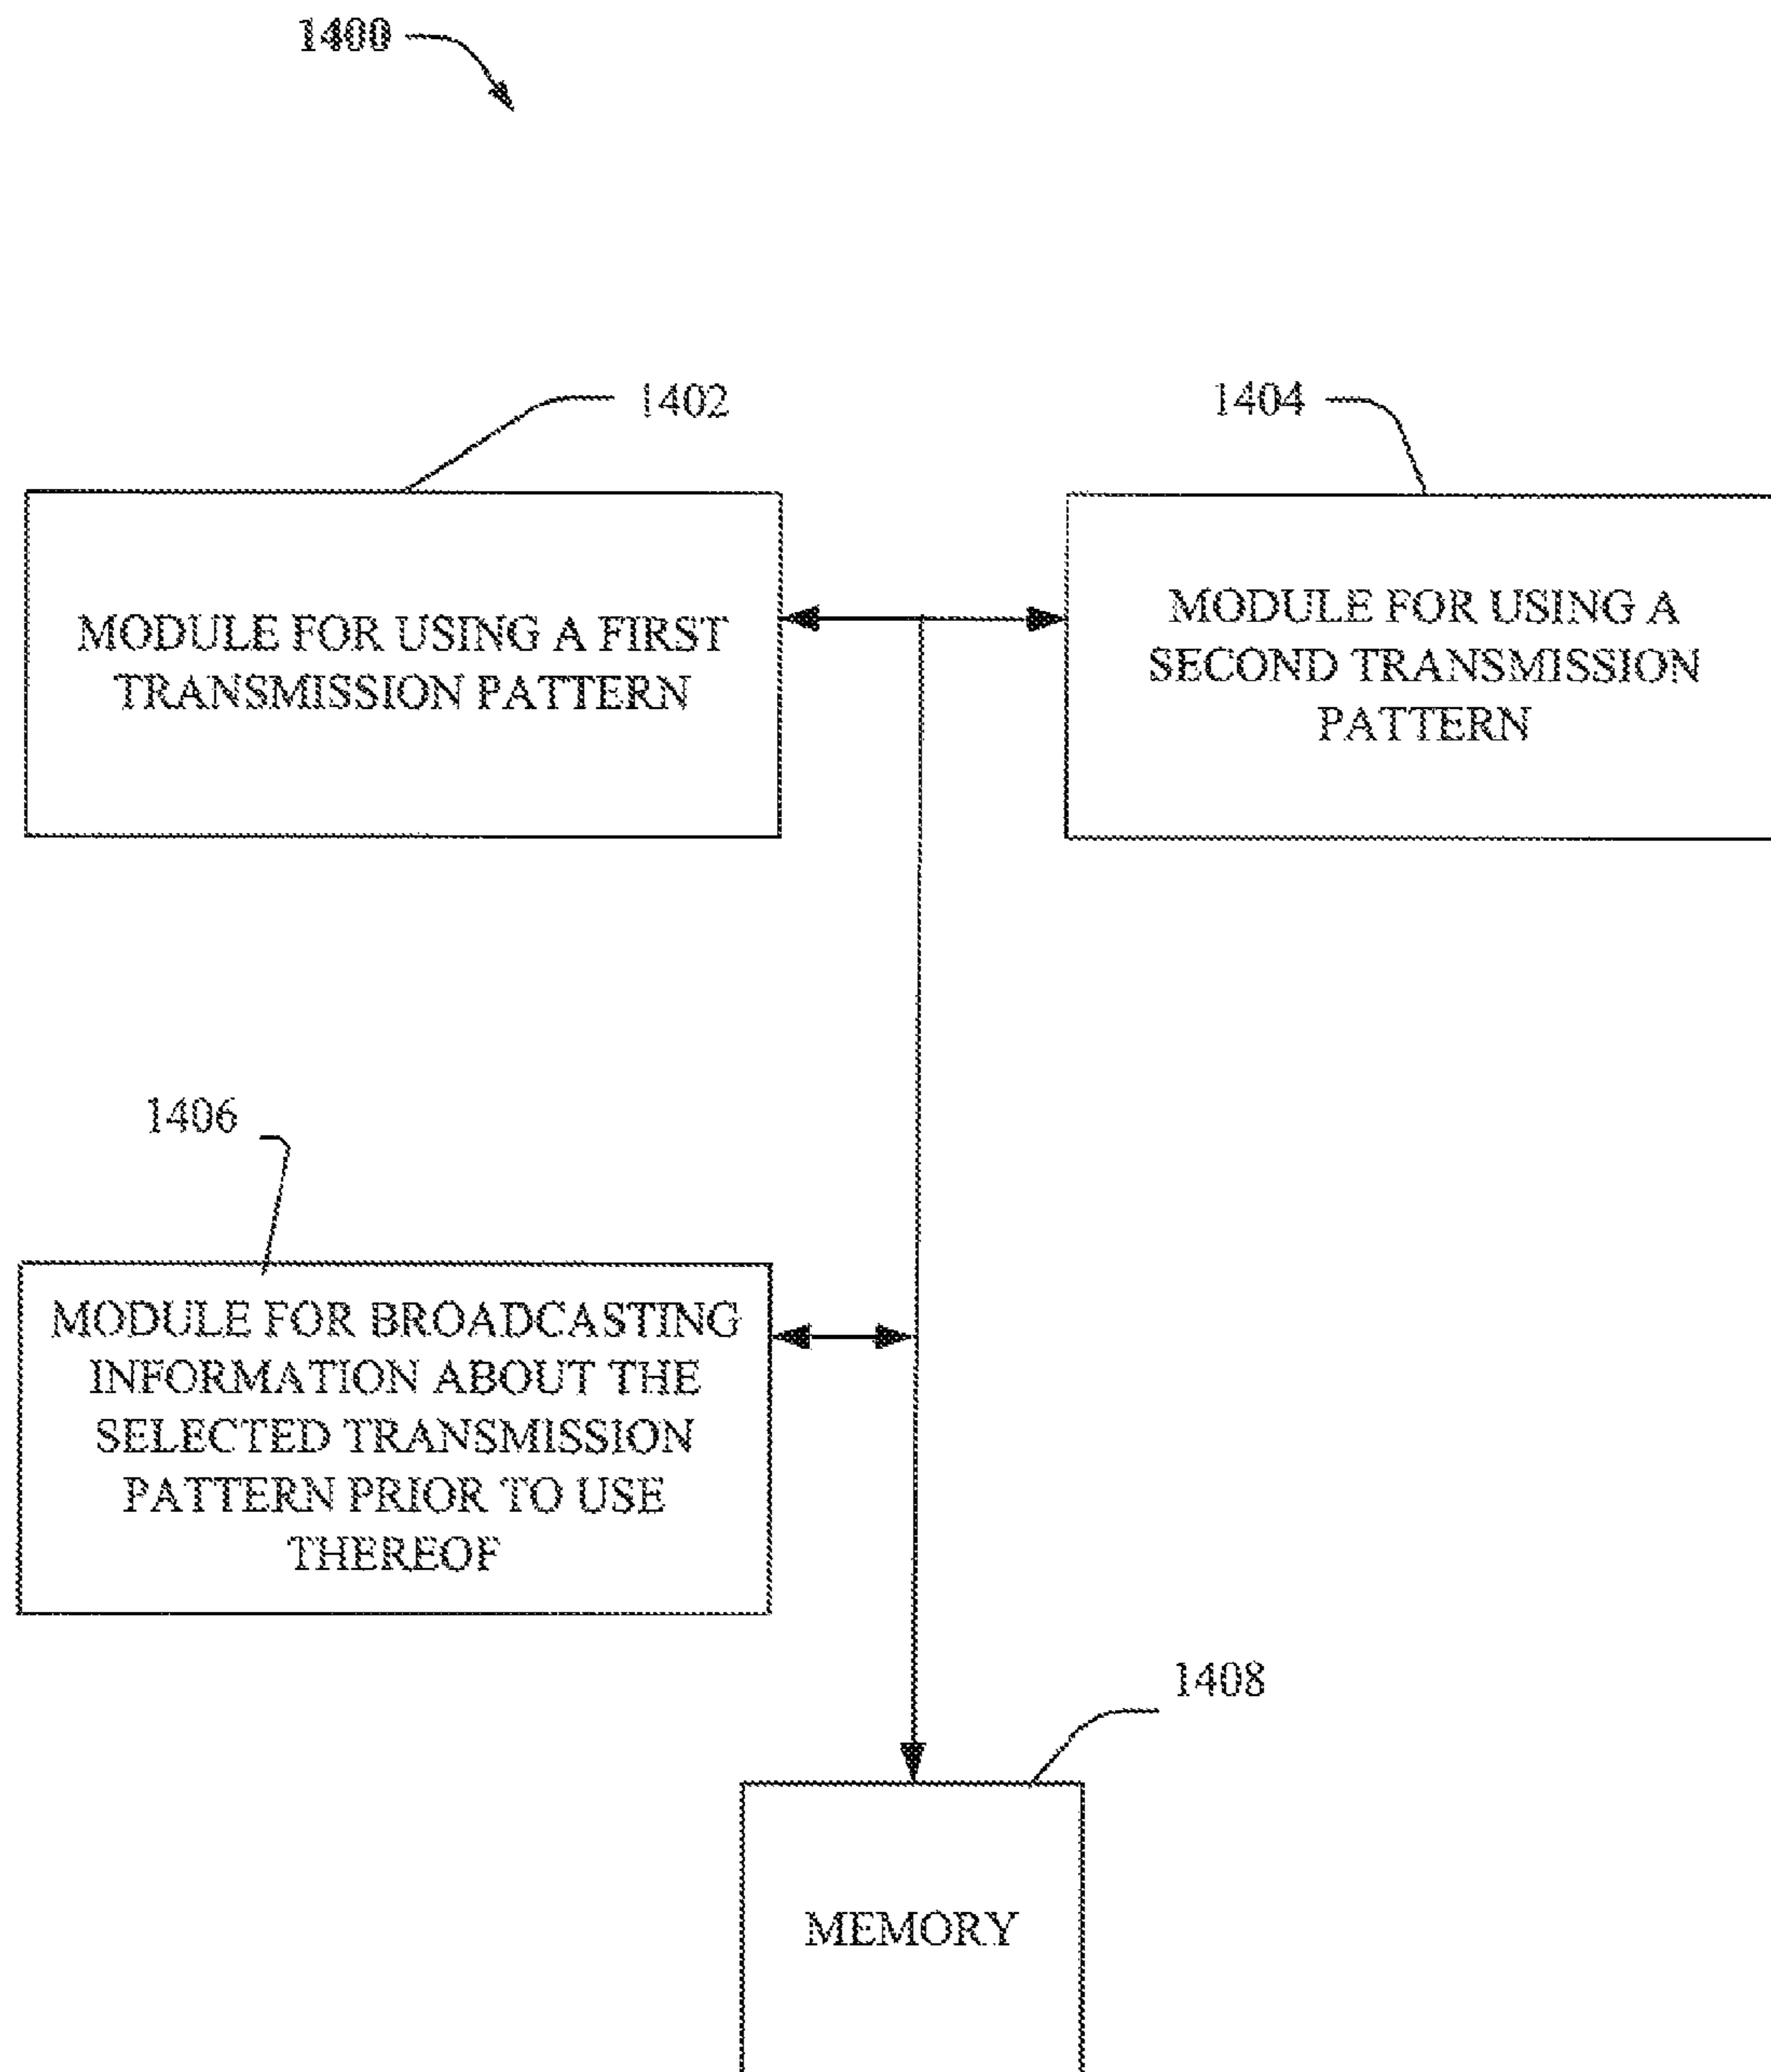 1400
1402
1404
MODULE FOR USING A FIRST
TRANSMISSION PATTERN
MODULE FOR USING A
SECOND TRANSMISSION
PATTERN
1406
MODULE FOR BROADCASTING
INFORMATION ABOUT THE
SELECTED TRANSMISSION
PATTERN PRIOR TO USE
THEREOF
1408
MEMORY